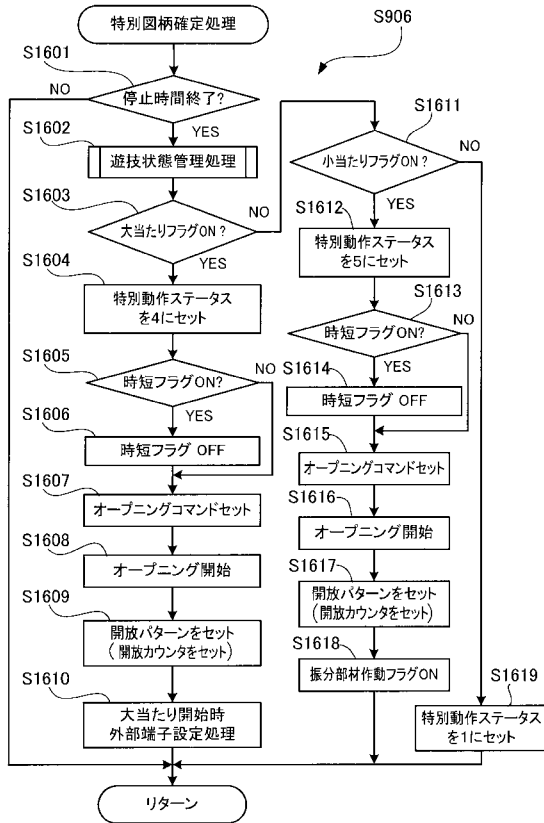 特別図柄確定処理
S906
S1601
停止時間終了?
NO
YES
S1602
遊技状態管理処理
S1603
大当たりフラグON?
NO
YES
S1604
特別動作ステータス
を4にセット
S1605
時短フラグON?
NO
YES
S1606
時短フラグ OFF
S1607
オープニングコマンドセット
S1608
オープニング開始
S1609
開放パターンをセット
(開放カウンタをセット)
S1610
大当たり開始時
外部端子設定処理
S1611
小当たりフラグON?
NO
YES
S1612
特別動作ステータス
を5にセット
S1613
時短フラグON?
NO
YES
S1614
時短フラグ OFF
S1615
オープニングコマンドセット
S1616
オープニング開始
S1617
開放パターンをセット
(開放カウンタをセット)
S1618
振分部材作動フラグON
S1619
特別動作ステータス
を1にセット
リターン